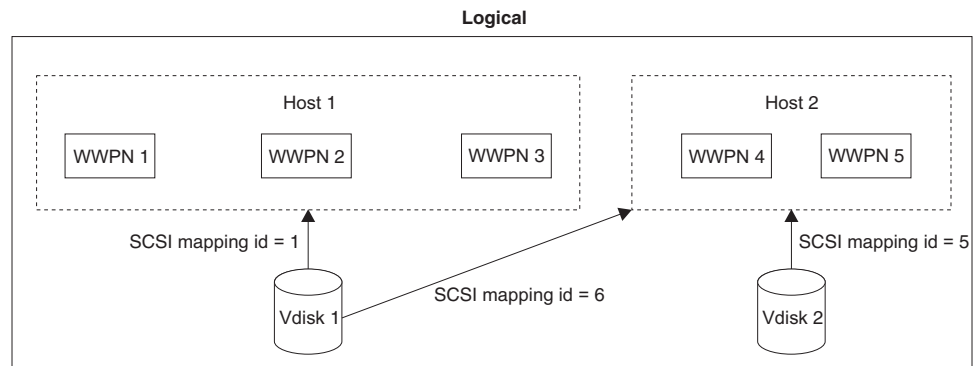 Logical
Host 1
Host 2
WWPN 1
WWPN 2
WWPN 3
WWPN 4
WWPN 5
SCSI mapping id = 1
SCSI mapping id = 5
SCSI mapping id = 6
Vdisk 1
Vdisk 2